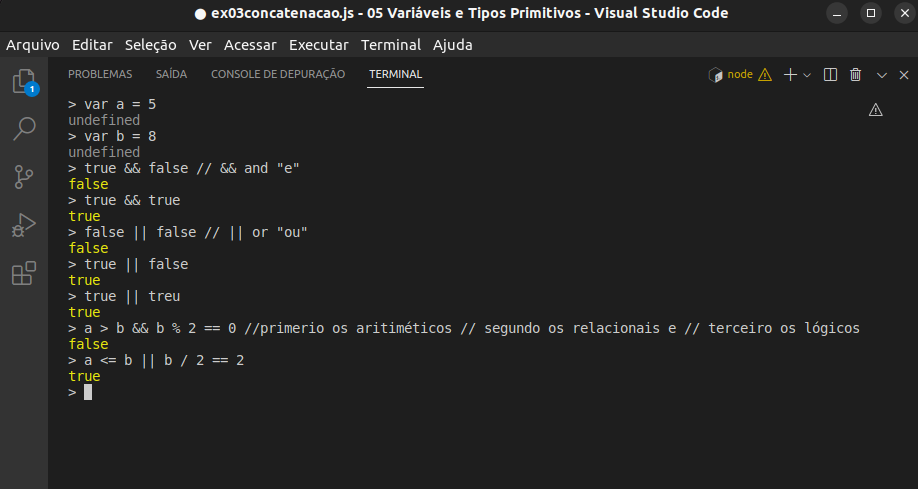 ● ex03concatenacao.js - 05 Variáveis e Tipos Primitivos - Visual Studio Code
Arquivo Editar Seleção Ver Acessar Executar Terminal Ajuda
PROBLEMAS SAÍDA CONSOLE DE DEPURAÇÃO TERMINAL node
1
> var a = 5
undefined
> var b = 8
undefined
> true && false // && and "e"
false
> true && true
true
> false || false // || or "ou"
false
> true || false
true
> true || treu
true
> a > b && b % 2 == 0 //primerio os aritiméticos // segundo os relacionais e // terceiro os lógicos
false
> a <= b || b / 2 == 2
true
>